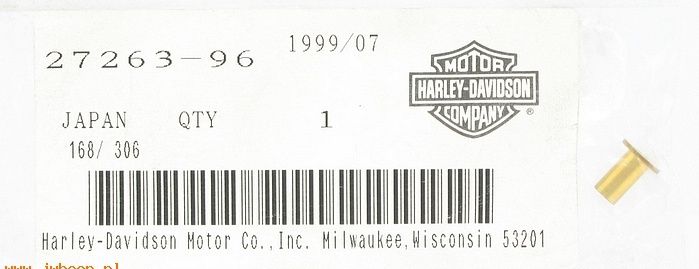 27263-96 1999/07
MOTOR
HARLEY-DAVIDSON
COMPANY
®
JAPAN QTY 1
168/ 306
Harley-Davidson Motor Co.,Inc. Milwaukee,Wisconsin 53201